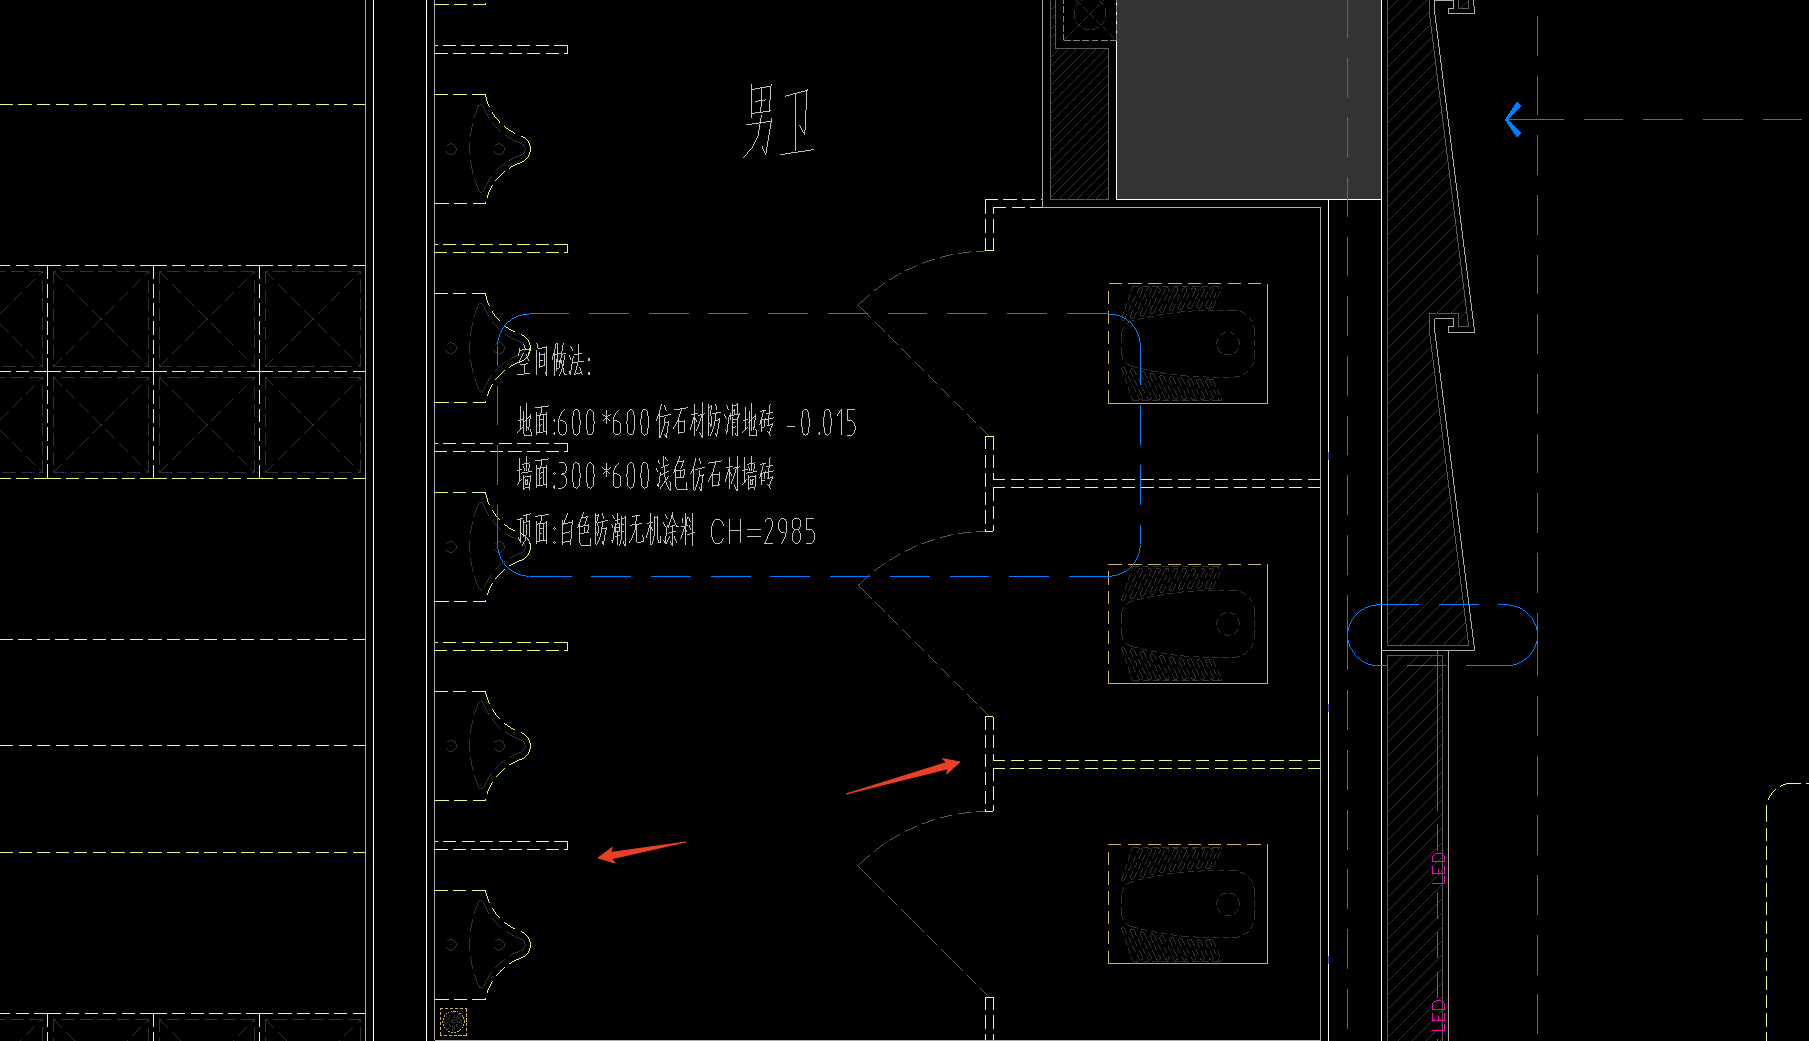 男卫
空间做法:
地面:600*600仿石材防滑地砖 -0.015
墙面:300*600浅色仿石材墙砖
顶面:白色防潮无机涂料 CH=2985
LED
LED